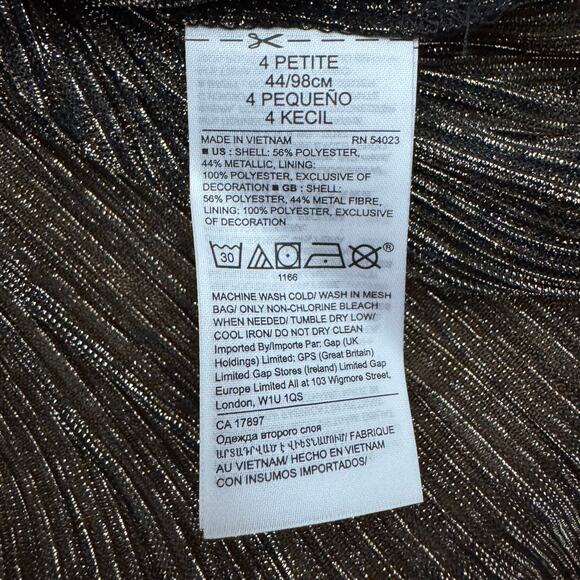 4 PETITE
44/98CM
4 PEQUEÑO
4 KECIL
MADE IN VIETNAM RN 54023
■ US : SHELL: 56% POLYESTER,
44% METALLIC, LINING:
100% POLYESTER, EXCLUSIVE OF
DECORATION ■ GB : SHELL:
56% POLYESTER, 44% METAL FIBRE,
LINING: 100% POLYESTER, EXCLUSIVE
OF DECORATION
30 ®
1166
MACHINE WASH COLD/ WASH IN MESH
BAG/ ONLY NON-CHLORINE BLEACH
WHEN NEEDED/ TUMBLE DRY LOW/
COOL IRON/ DO NOT DRY CLEAN
Imported By/Importe Par: Gap (UK
Holdings) Limited: GPS (Great Britain)
Limited Gap Stores (Ireland) Limited Gap
Europe Limited All at 103 Wigmore Street,
London, W1U 1QS
CA 17897
Одежда второго слоя
ԱՐՏԱԴՐՎԱԾ Է ՎԻԵՏՆԱՄՈՒՄ/ FABRIQUE
AU VIETNAM/ HECHO EN VIETNAM/
CON INSUMOS IMPORTADOS/